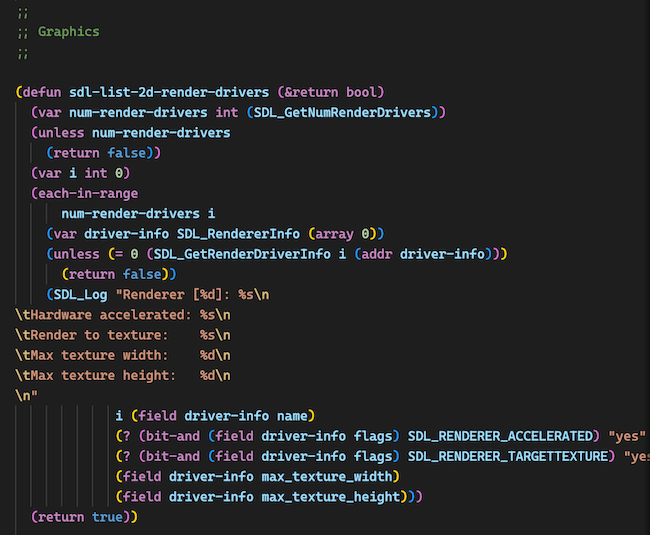 ;;
;; Graphics
;;
(defun sdl-list-2d-render-drivers (&return bool)
(var num-render-drivers int (SDL_GetNumRenderDrivers))
(unless num-render-drivers
(return false))
(var i int 0)
(each-in-range
num-render-drivers i
(var driver-info SDL_RendererInfo (array 0))
(unless (= 0 (SDL_GetRenderDriverInfo i (addr driver-info)))
(return false))
(SDL_Log "Renderer [%d]: %s\n
\tHardware accelerated: %s\n
\tRender to texture:    %s\n
\tMax texture width:    %d\n
\tMax texture height:   %d\n
\n"
i (field driver-info name)
(? (bit-and (field driver-info flags) SDL_RENDERER_ACCELERATED) "yes"
(? (bit-and (field driver-info flags) SDL_RENDERER_TARGETTEXTURE) "yes
(field driver-info max_texture_width)
(field driver-info max_texture_height)))
(return true))